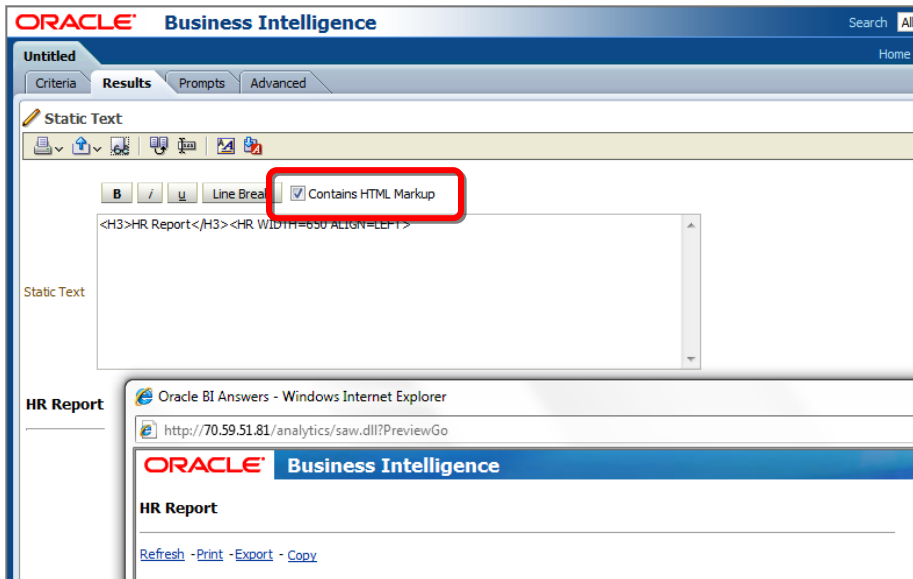 ORACLE Business Intelligence
Search All
Untitled
Home
Criteria Results Prompts Advanced
Static Text
B i u Line Break Contains HTML Markup
<H3>HR Report</H3><HR WIDTH=650 ALIGN=LEFT>
Static Text
HR Report
Oracle BI Answers - Windows Internet Explorer
http://70.59.51.81/analytics/saw.dll?PreviewGo
ORACLE Business Intelligence
HR Report
Refresh - Print - Export - Copy